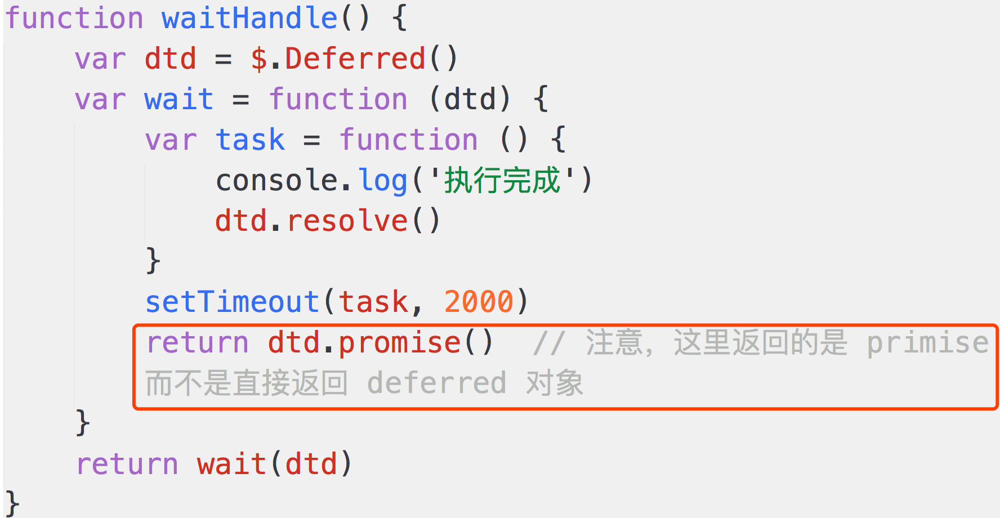 function waitHandle() {
    var dtd = $.Deferred()
    var wait = function (dtd) {
        var task = function () {
            console.log('执行完成')
            dtd.resolve()
        }
        setTimeout(task, 2000)
        return dtd.promise()  // 注意，这里返回的是 primise
        而不是直接返回 deferred 对象
    }
    return wait(dtd)
}